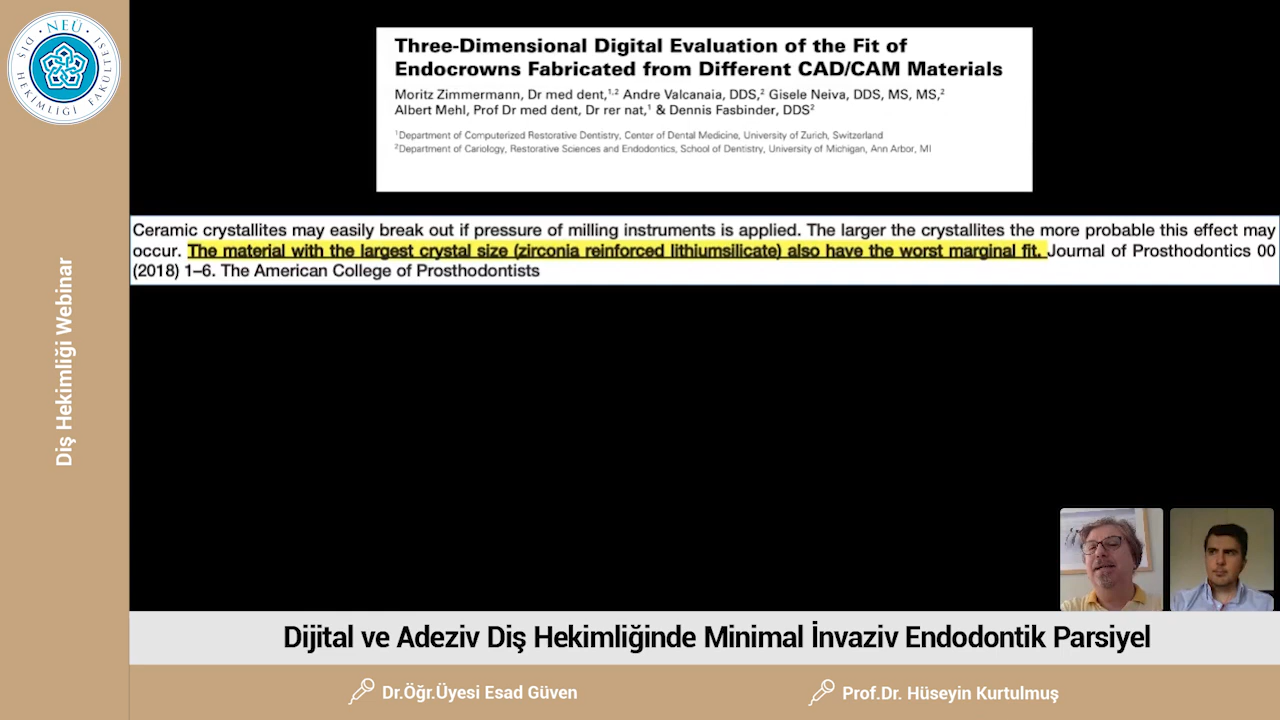 NEÜ
DİŞ HEKİMLİĞİ FAKÜLTESİ
Diş Hekimliği Webinar
Three-Dimensional Digital Evaluation of the Fit of
Endocrowns Fabricated from Different CAD/CAM Materials
Moritz Zimmermann, Dr med dent,1,2 Andre Valcanaia, DDS,2 Gisele Neiva, DDS, MS, MS,2
Albert Mehl, Prof Dr med dent, Dr rer nat,1 & Dennis Fasbinder, DDS2
1Department of Computerized Restorative Dentistry, Center of Dental Medicine, University of Zurich, Switzerland
2Department of Cariology, Restorative Sciences and Endodontics, School of Dentistry, University of Michigan, Ann Arbor, MI
Ceramic crystallites may easily break out if pressure of milling instruments is applied. The larger the crystallites the more probable this effect may
occur. The material with the largest crystal size (zirconia reinforced lithiumsilicate) also have the worst marginal fit. Journal of Prosthodontics 00
(2018) 1–6. The American College of Prosthodontists
Dijital ve Adeziv Diş Hekimliğinde Minimal İnvaziv Endodontik Parsiyel
Dr.Öğr.Üyesi Esad Güven
Prof.Dr. Hüseyin Kurtulmuş